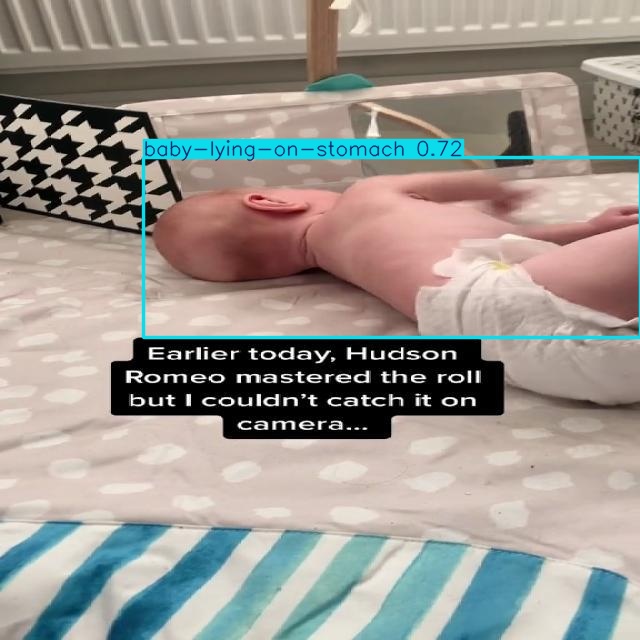 baby-lying-on-stomach 0.72
Earlier today, Hudson
Romeo mastered the roll
but I couldn't catch it on
camera...